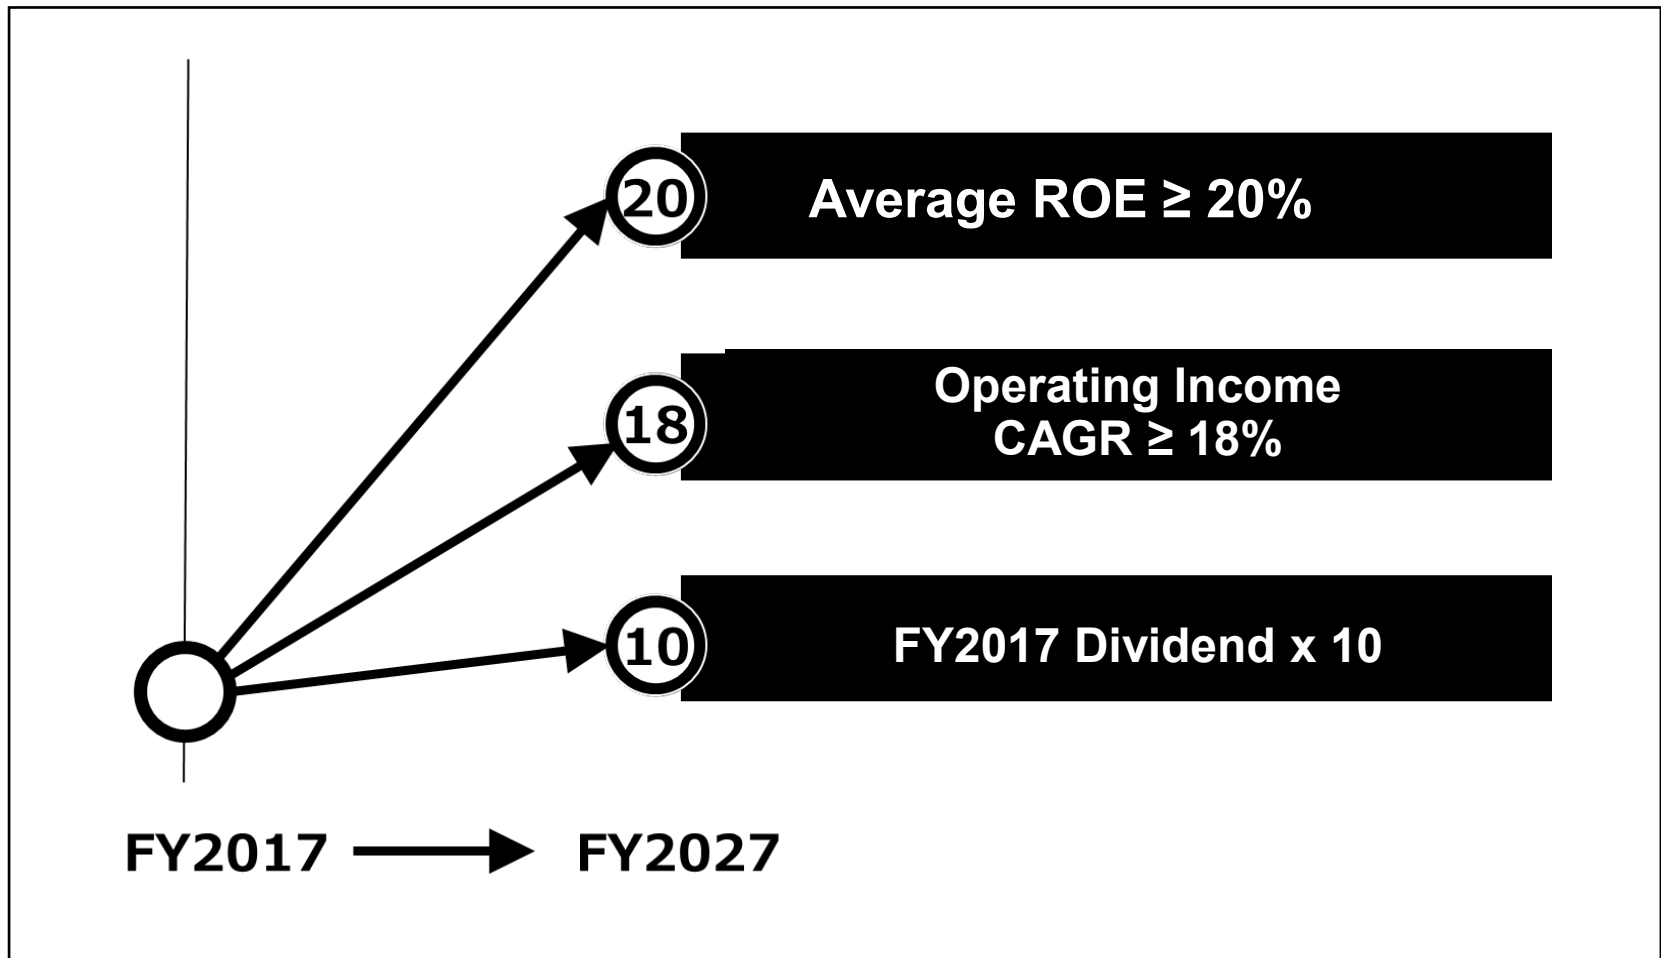 20
Average ROE ≥ 20%
18
Operating Income
CAGR ≥ 18%
10
FY2017 Dividend x 10
FY2017 FY2027